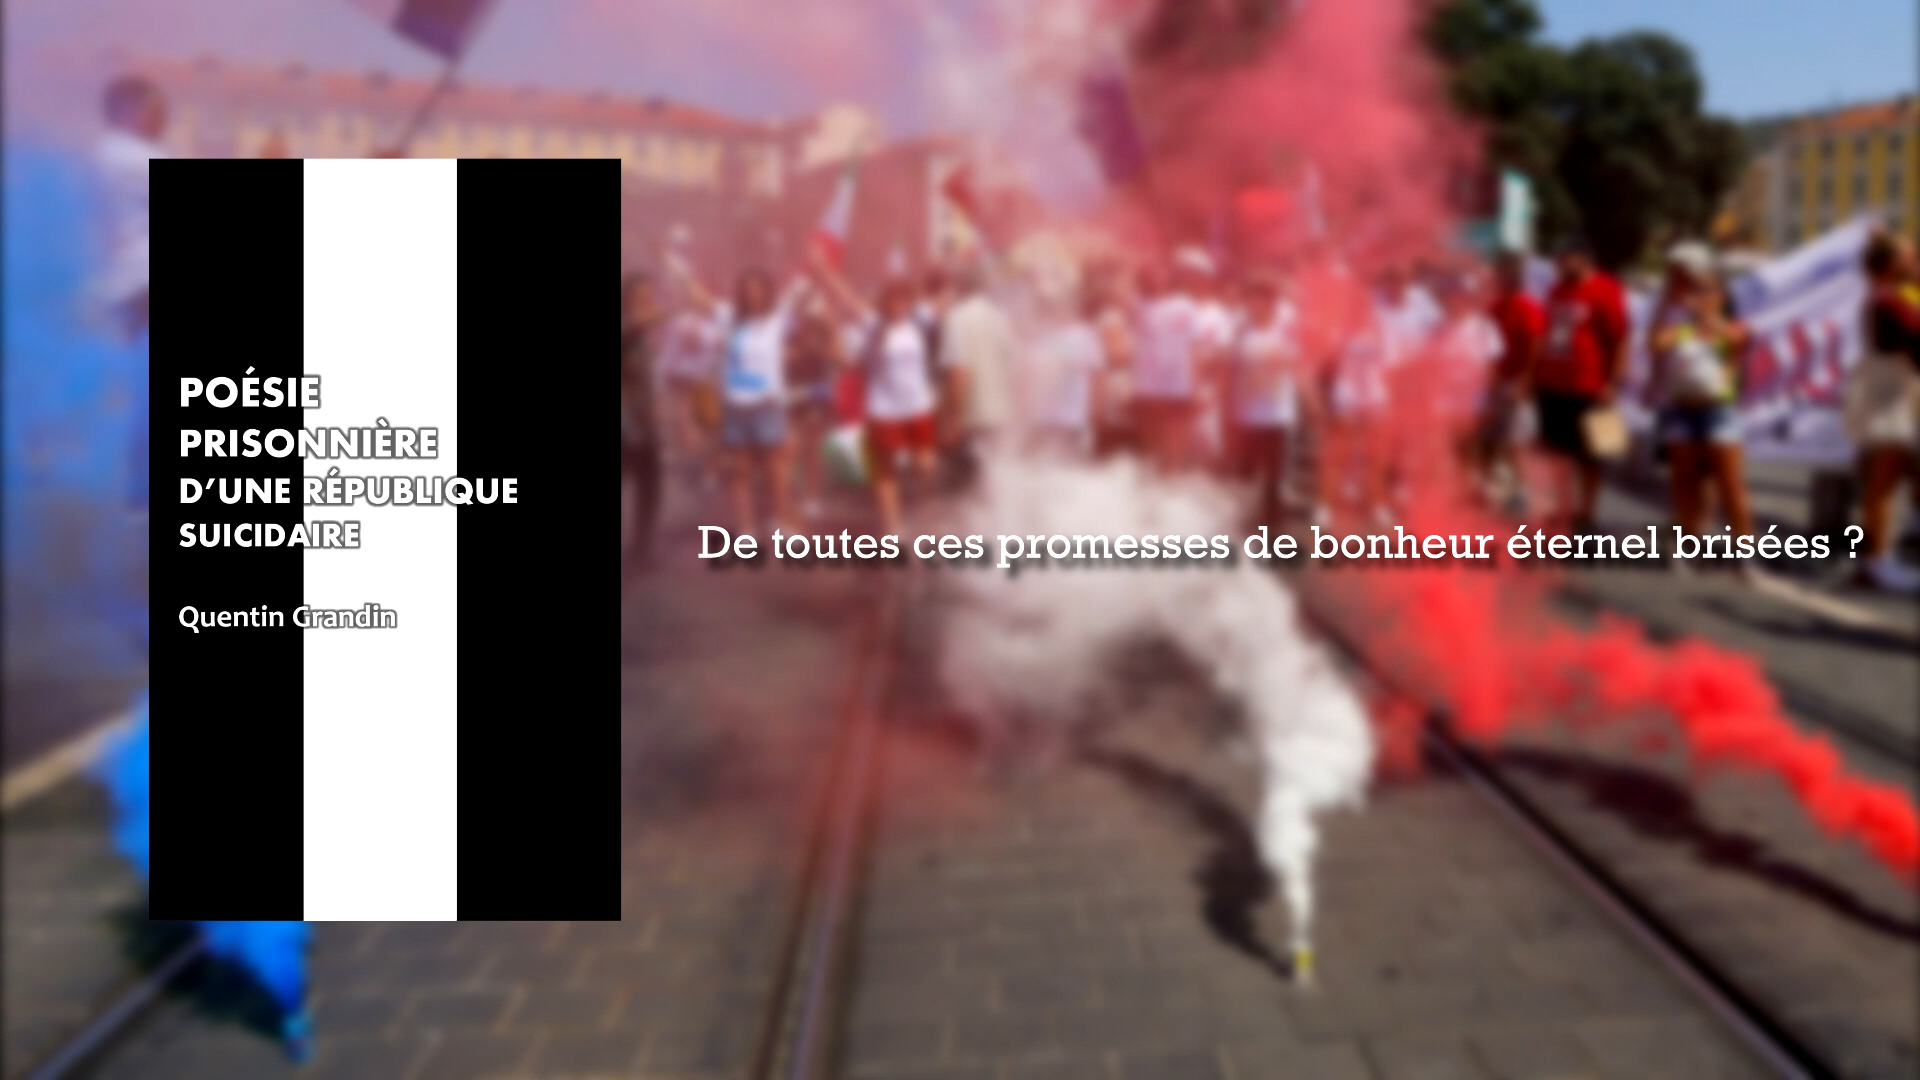 POÉSIE
PRISONNIÈRE
D’UNE RÉPUBLIQUE
SUICIDAIRE
Quentin Grandin
De toutes ces promesses de bonheur éternel brisées ?